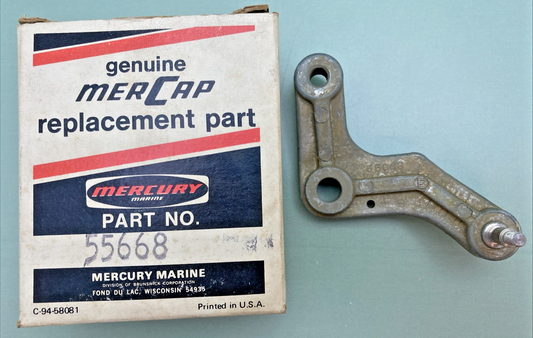 genuine
MERCAP
replacement part
MERCURY
MARINE
PART NO.
55668
MERCURY MARINE
DIVISION OF BRUNSWICK CORPORATION
FOND DU LAC, WISCONSIN 54935
C-94-58081
Printed in U.S.A.